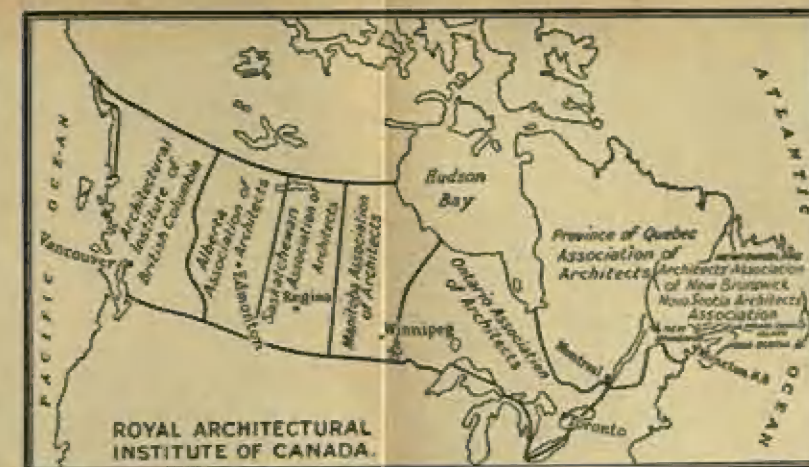 PACIFIC OCEAN
Vancouver
Architectural
Institute of
British Columbia
Alberta
Association of
Architects
Edmonton
Saskatchewan
Association of
Architects
Regina
Manitoba Association
of Architects
Winnipeg
Hudson
Bay
Ontario Association
of Architects
Province of Quebec
Association of
Architects
Montreal
Toronto
Architects Association
of New Brunswick
Nova Scotia Architects
Association
NEW
ATLANTIC OCEAN
ROYAL ARCHITECTURAL
INSTITUTE OF CANADA.